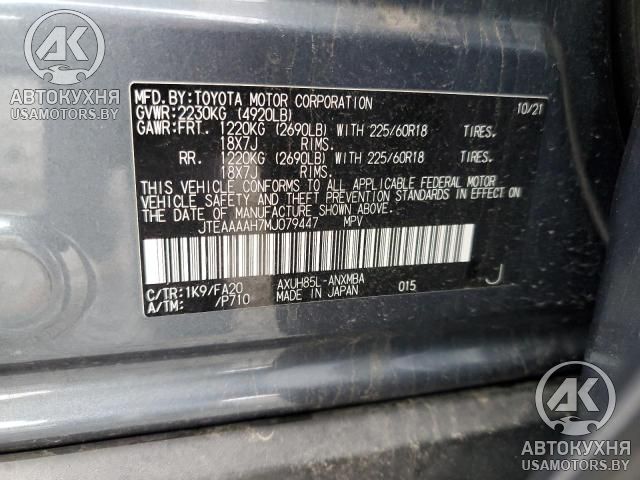 АК
АВТОКУХНЯ
USAMOTORS.BY
MFD.BY:TOYOTA MOTOR CORPORATION 10/21
GVWR:2230KG (4920LB)
GAWR:FRT. 1220KG (2690LB) WITH 225/60R18 TIRES.
18X7J RIMS.
RR. 1220KG (2690LB) WITH 225/60R18 TIRES.
18X7J RIMS.
THIS VEHICLE CONFORMS TO ALL APPLICABLE FEDERAL MOTOR
VEHICLE SAFETY AND THEFT PREVENTION STANDARDS IN EFFECT ON
THE DATE OF MANUFACTURE SHOWN ABOVE.
JTEAAAAH7MJ079447 MPV
C/TR:1K9/FA20 AXUH85L-ANXMBA 015 J
A/TM: /P710 MADE IN JAPAN
АК
АВТОКУХНЯ
USAMOTORS.BY